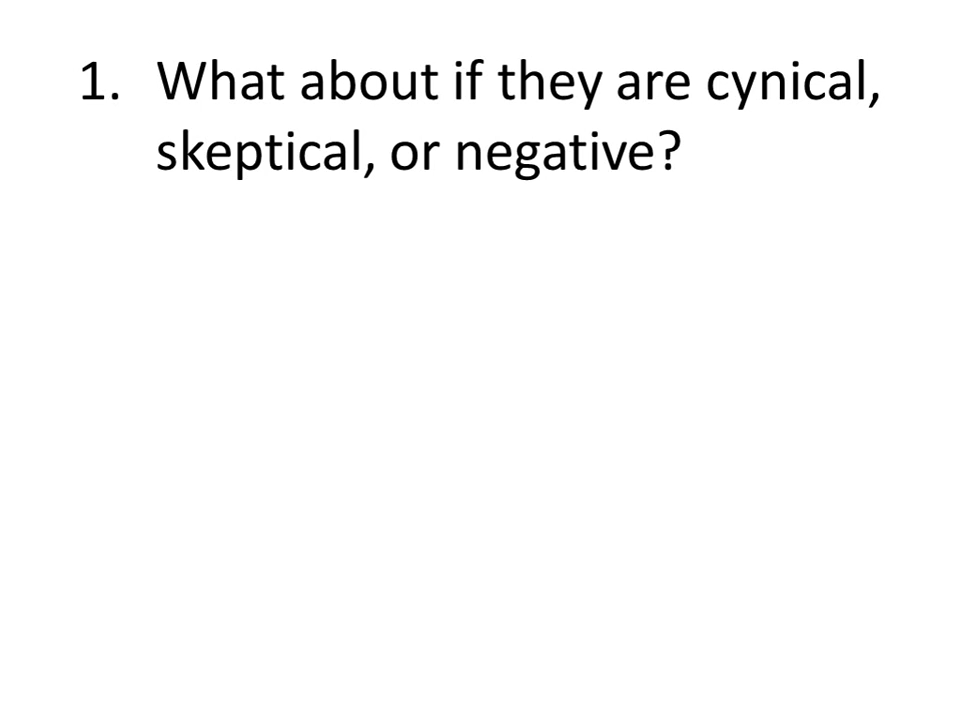 1. What about if they are cynical,
skeptical, or negative?